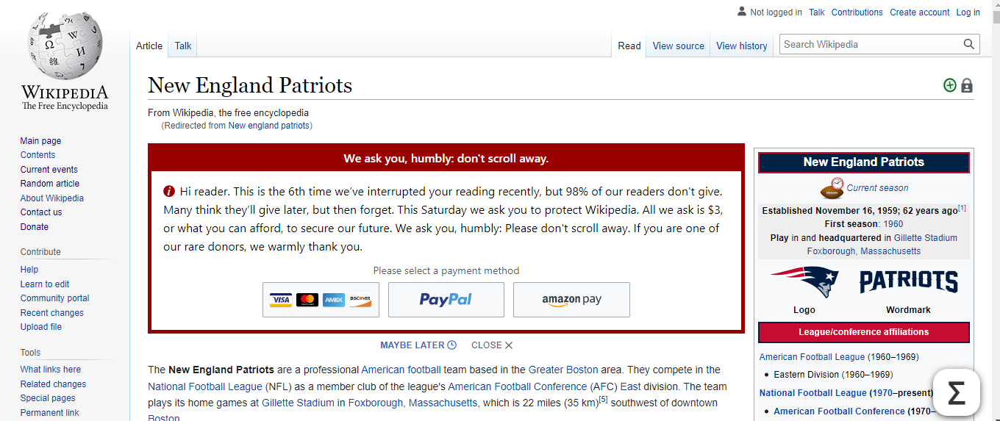 Not logged in Talk Contributions Create account Log in
Article Talk Read View source View history Search Wikipedia
Ω W И 維 7
WIKIPEDIA
The Free Encyclopedia
Main page
Contents
Current events
Random article
About Wikipedia
Contact us
Donate
Contribute
Help
Learn to edit
Community portal
Recent changes
Upload file
Tools
What links here
Related changes
Special pages
Permanent link
New England Patriots
From Wikipedia, the free encyclopedia
(Redirected from New england patriots)
We ask you, humbly: don't scroll away.
Hi reader. This is the 6th time we’ve interrupted your reading recently, but 98% of our readers don't give.
Many think they’ll give later, but then forget. This Saturday we ask you to protect Wikipedia. All we ask is $3,
or what you can afford, to secure our future. We ask you, humbly: Please don't scroll away. If you are one of
our rare donors, we warmly thank you.
Please select a payment method
VISA mastercard AMEX DISCOVER PayPal amazon pay
MAYBE LATER CLOSE
The New England Patriots are a professional American football team based in the Greater Boston area. They compete in the
National Football League (NFL) as a member club of the league's American Football Conference (AFC) East division. The team
plays its home games at Gillette Stadium in Foxborough, Massachusetts, which is 22 miles (35 km)[5] southwest of downtown
Boston.
New England Patriots
Current season
Established November 16, 1959; 62 years ago[1]
First season: 1960
Play in and headquartered in Gillette Stadium
Foxborough, Massachusetts
PATRIOTS
Logo Wordmark
League/conference affiliations
American Football League (1960–1969)
• Eastern Division (1960–1969)
National Football League (1970–present)
• American Football Conference (1970–
Σ